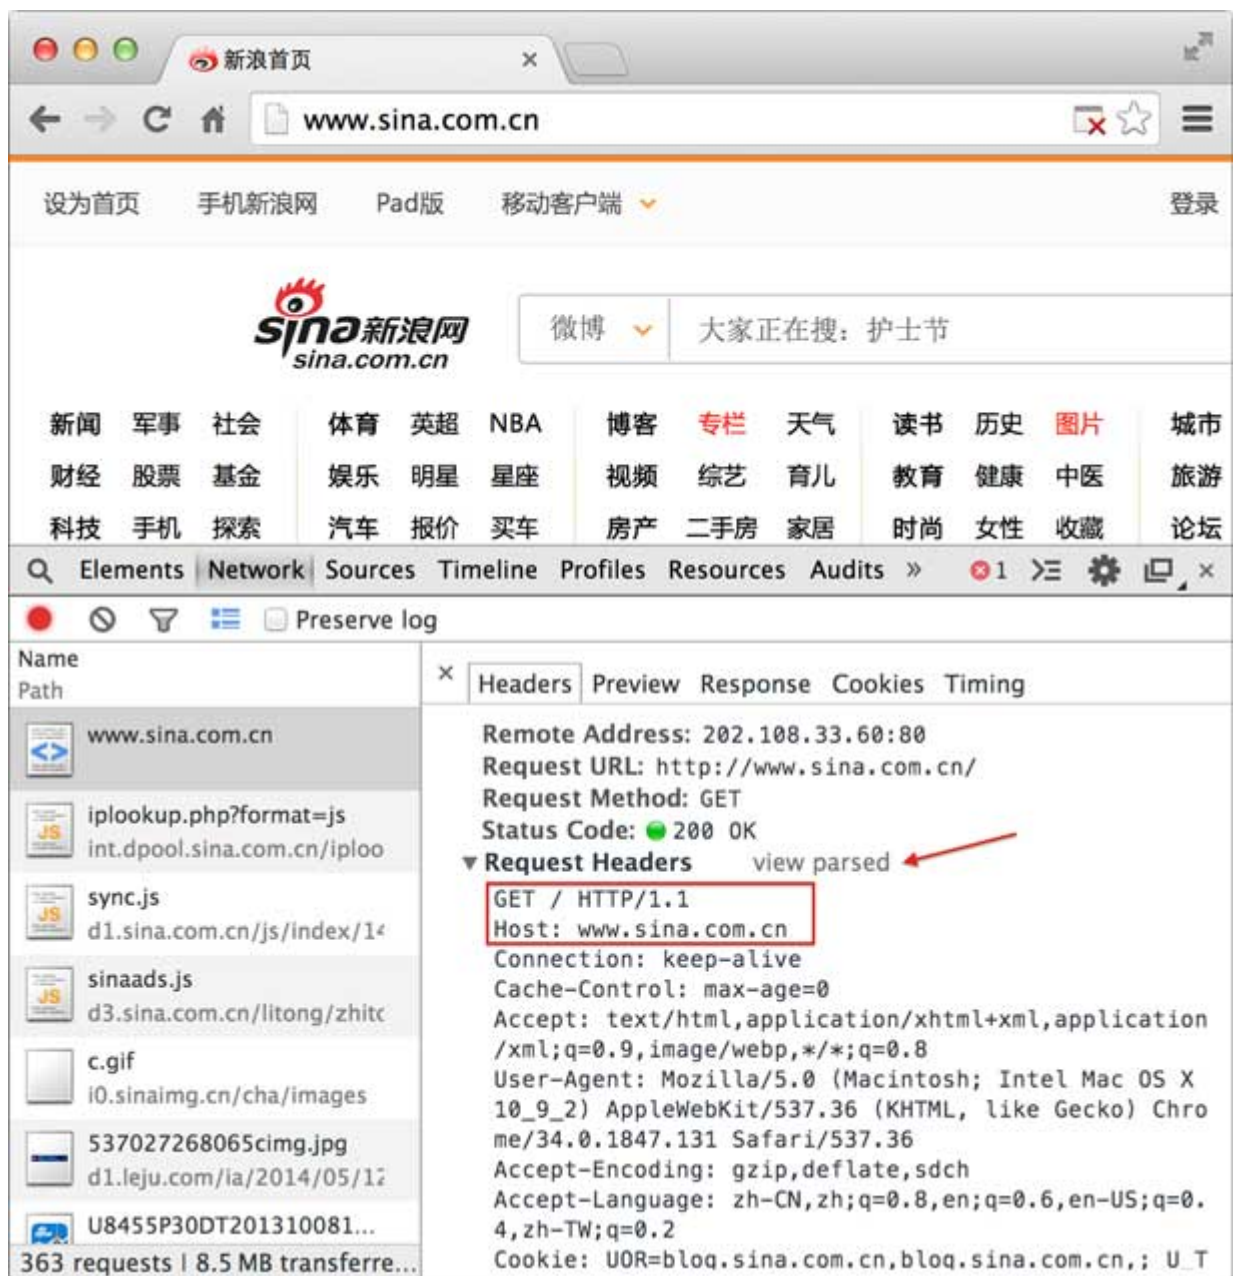 新浪首页
www.sina.com.cn
设为首页 手机新浪网 Pad版 移动客户端 登录
sina新浪网
sina.com.cn
微博 大家正在搜：护士节
新闻 军事 社会 体育 英超 NBA 博客 专栏 天气 读书 历史 图片 城市
财经 股票 基金 娱乐 明星 星座 视频 综艺 育儿 教育 健康 中医 旅游
科技 手机 探索 汽车 报价 买车 房产 二手房 家居 时尚 女性 收藏 论坛
Elements Network Sources Timeline Profiles Resources Audits » 1
Preserve log
Name
Path
www.sina.com.cn
iplookup.php?format=js
int.dpool.sina.com.cn/iploo
sync.js
d1.sina.com.cn/js/index/14
sinaads.js
d3.sina.com.cn/litong/zhitc
c.gif
i0.sinaimg.cn/cha/images
537027268065cimg.jpg
d1.leju.com/ia/2014/05/12
U8455P30DT201310081...
363 requests | 8.5 MB transferre...
Headers Preview Response Cookies Timing
Remote Address: 202.108.33.60:80
Request URL: http://www.sina.com.cn/
Request Method: GET
Status Code: 200 OK
Request Headers view parsed
GET / HTTP/1.1
Host: www.sina.com.cn
Connection: keep-alive
Cache-Control: max-age=0
Accept: text/html,application/xhtml+xml,application
/xml;q=0.9,image/webp,*/*;q=0.8
User-Agent: Mozilla/5.0 (Macintosh; Intel Mac OS X
10_9_2) AppleWebKit/537.36 (KHTML, like Gecko) Chro
me/34.0.1847.131 Safari/537.36
Accept-Encoding: gzip,deflate,sdch
Accept-Language: zh-CN,zh;q=0.8,en;q=0.6,en-US;q=0.
4,zh-TW;q=0.2
Cookie: UOR=blog.sina.com.cn,blog.sina.com.cn,; U_T